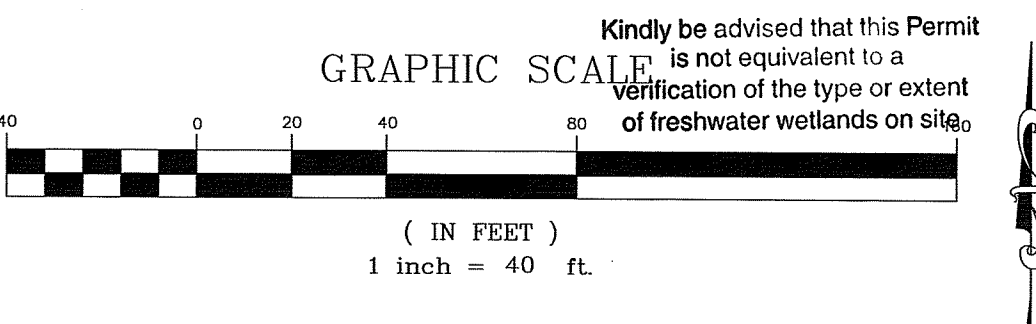 Kindly be advised that this Permit
is not equivalent to a
verification of the type or extent
of freshwater wetlands on site
GRAPHIC SCALE
40 0 20 40 80 160
( IN FEET )
1 inch = 40 ft.